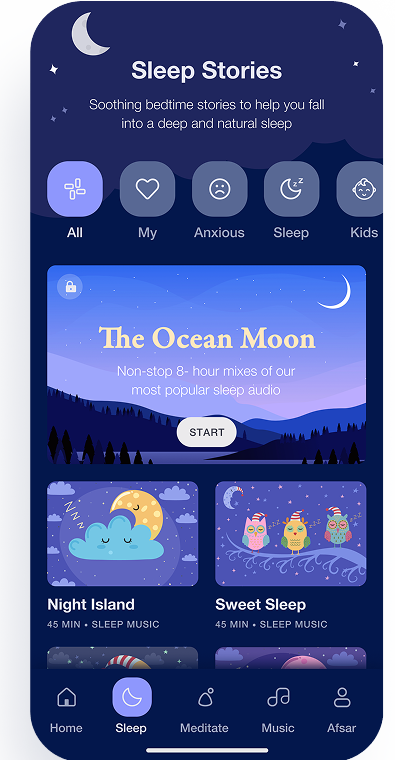 Sleep Stories
Soothing bedtime stories to help you fall
into a deep and natural sleep
All
My
Anxious
Sleep
Kids
The Ocean Moon
Non-stop 8- hour mixes of our
most popular sleep audio
START
Night Island
45 MIN • SLEEP MUSIC
Sweet Sleep
45 MIN • SLEEP MUSIC
Home
Sleep
Meditate
Music
Afsar